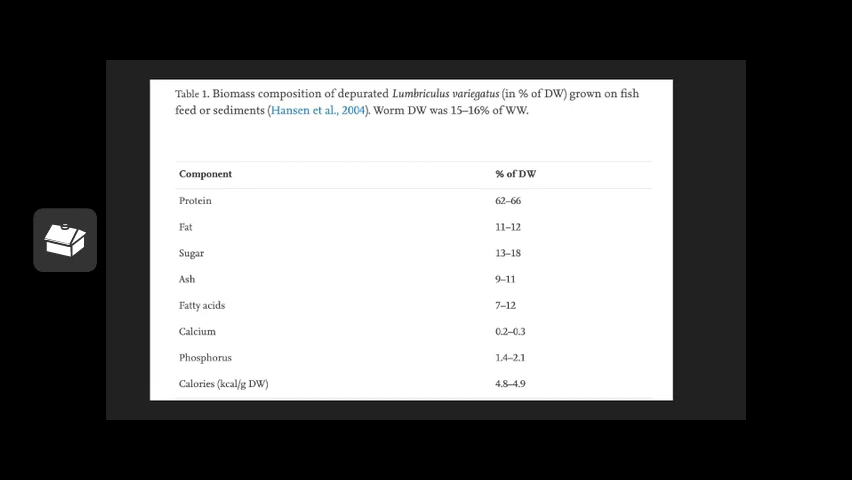 Table 1. Biomass composition of depurated Lumbriculus variegatus (in % of DW) grown on fish
feed or sediments (Hansen et al., 2004). Worm DW was 15–16% of WW.
Component % of DW
Protein 62–66
Fat 11–12
Sugar 13–18
Ash 9–11
Fatty acids 7–12
Calcium 0.2–0.3
Phosphorus 1.4–2.1
Calories (kcal/g DW) 4.8–4.9